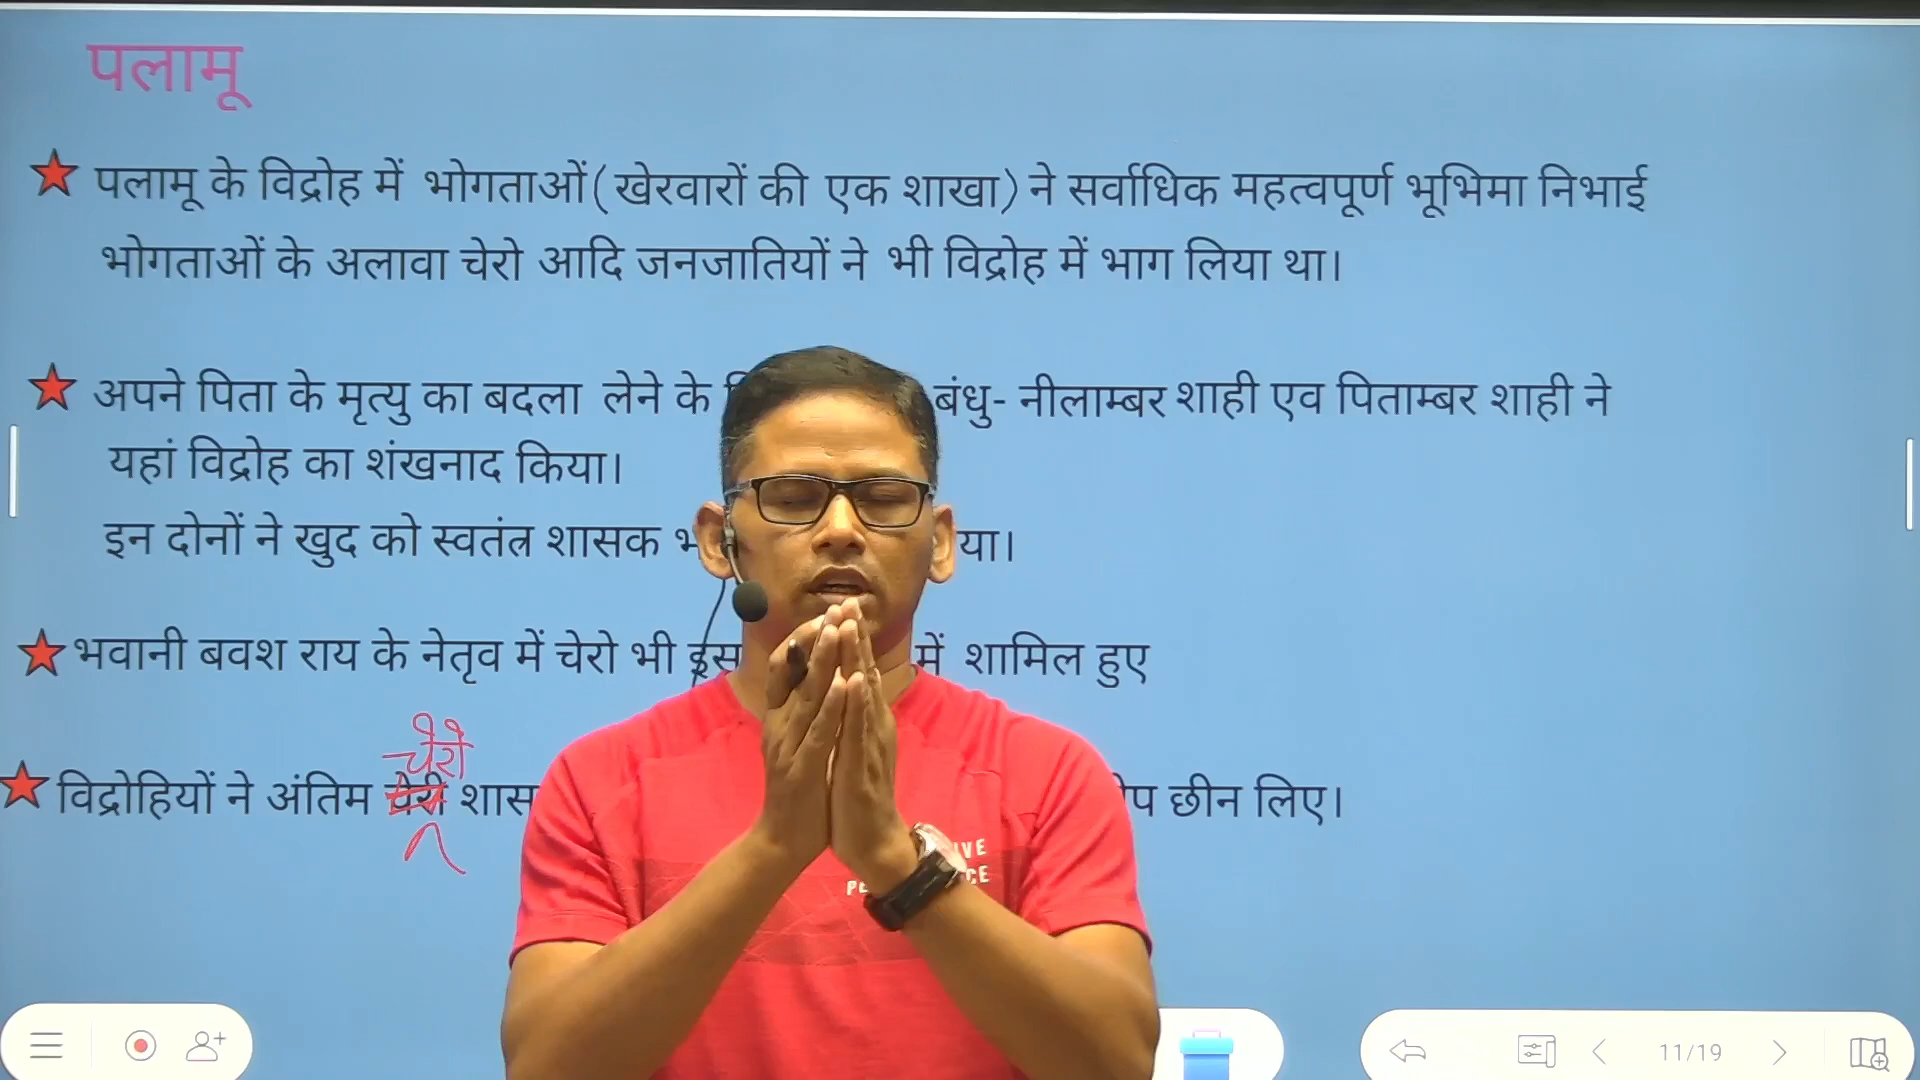 पलामू
पलामू के विद्रोह में भोगताओं(खेरवारों की एक शाखा) ने सर्वाधिक महत्वपूर्ण भूभिमा निभाई
भोगताओं के अलावा चेरो आदि जनजातियों ने भी विद्रोह में भाग लिया था।
अपने पिता के मृत्यु का बदला लेने के बंधु- नीलाम्बर शाही एव पिताम्बर शाही ने
यहां विद्रोह का शंखनाद किया।
इन दोनों ने खुद को स्वतंत्र शासक
भवानी बवश राय के नेतृव में चेरो भी इस में शामिल हुए
चेरो
विद्रोहियों ने अंतिम छीन लिए।
11/19